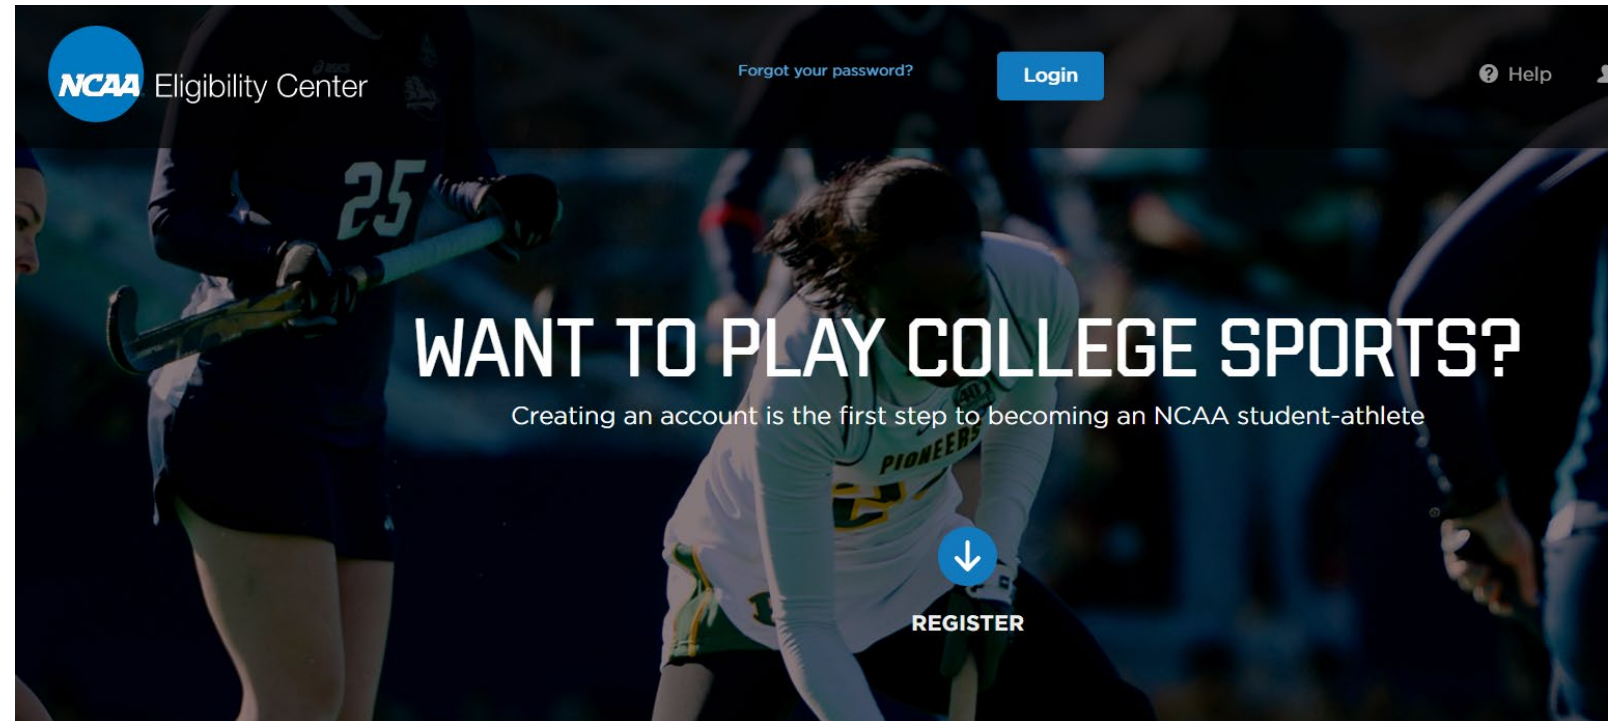 NCAA Eligibility Center
Forgot your password?
Login
Help
25
WANT TO PLAY COLLEGE SPORTS?
Creating an account is the first step to becoming an NCAA student-athlete
PIONEERS
REGISTER